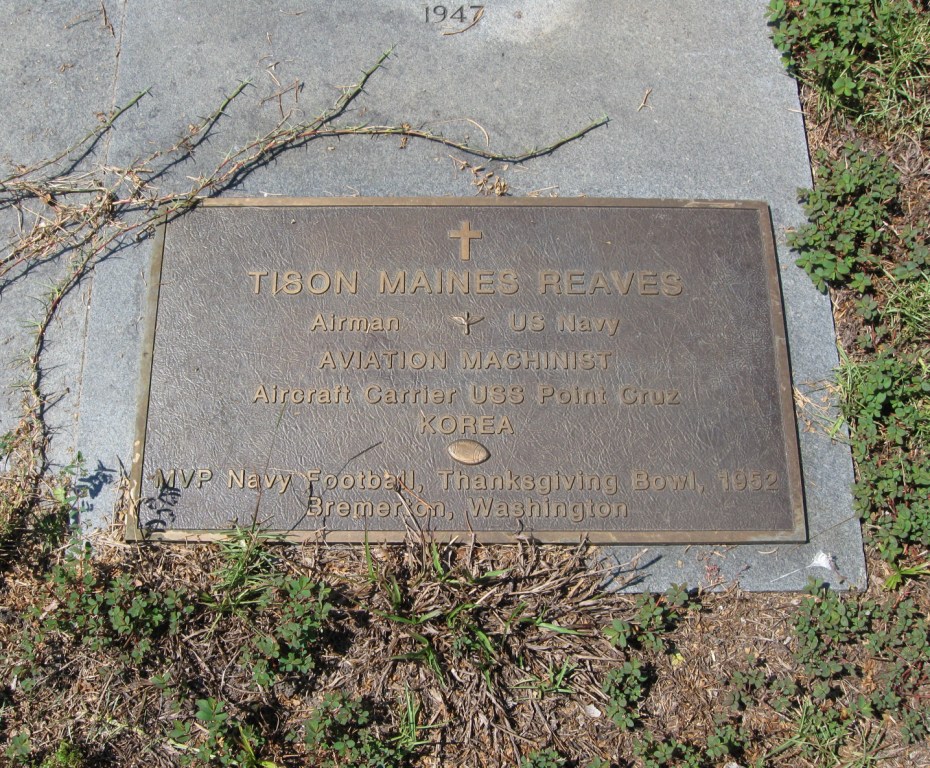 1947
TISON MAINES REAVES
Airman US Navy
AVIATION MACHINIST
Aircraft Carrier USS Point Cruz
KOREA
MVP Navy Football, Thanksgiving Bowl, 1952
Bremerton, Washington